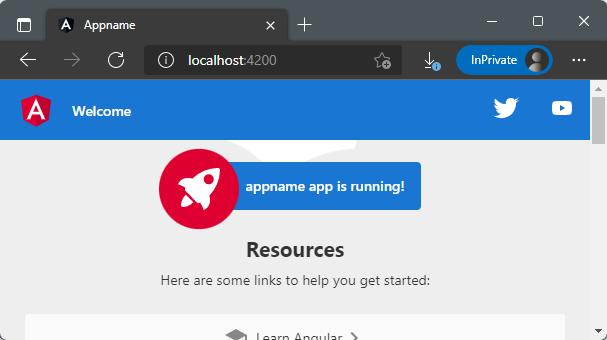 Appname
localhost:4200
InPrivate
A
Welcome
appname app is running!
Resources
Here are some links to help you get started:
Learn Angular